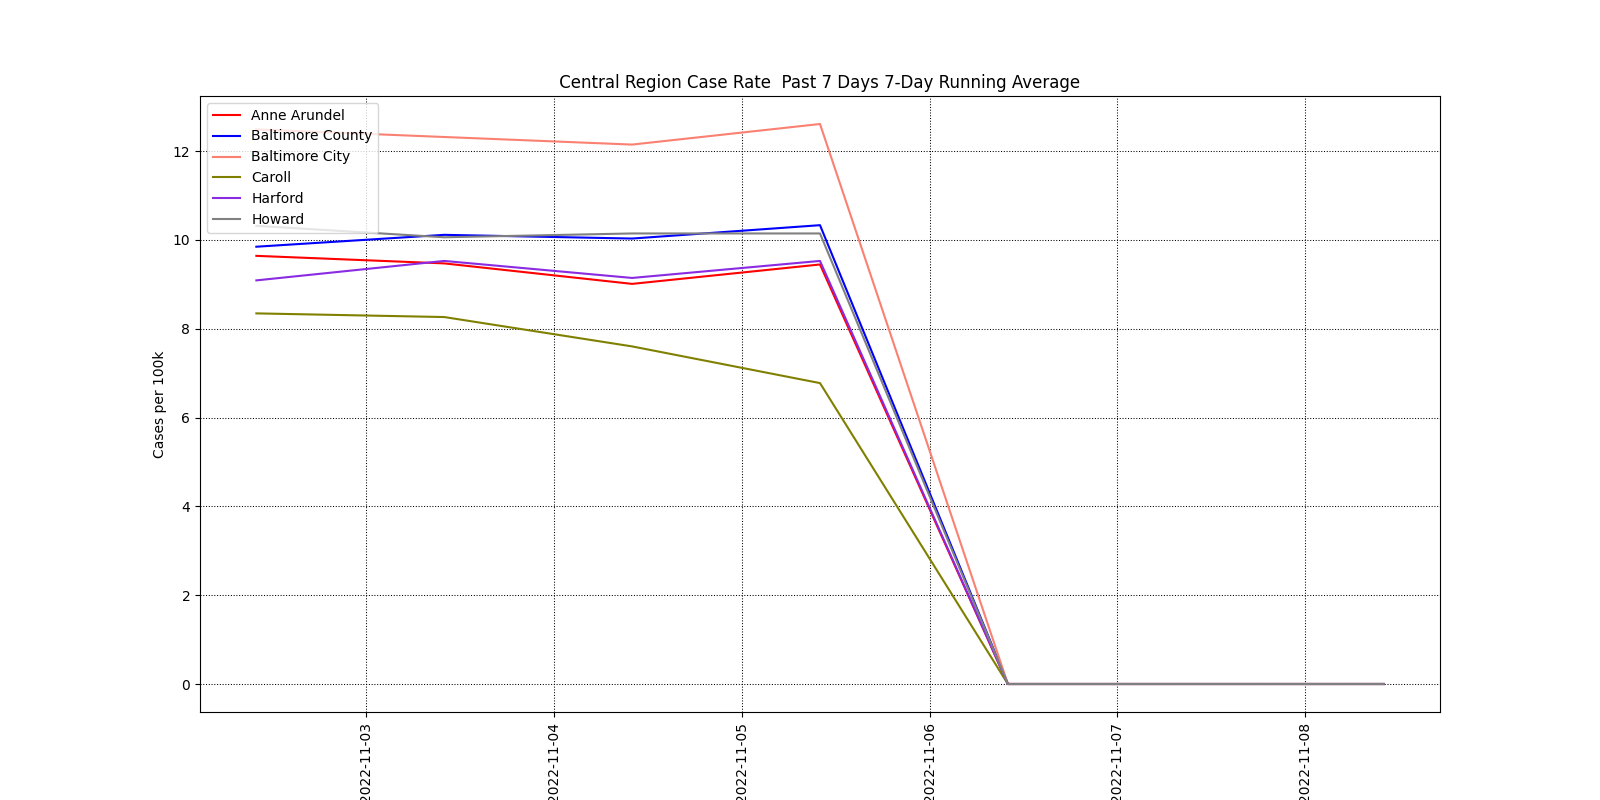 Central Region Case Rate  Past 7 Days 7-Day Running Average
Anne Arundel
Baltimore County
Baltimore City
Caroll
Harford
Howard
Cases per 100k
12
10
8
6
4
2
0
2022-11-03
2022-11-04
2022-11-05
2022-11-06
2022-11-07
2022-11-08